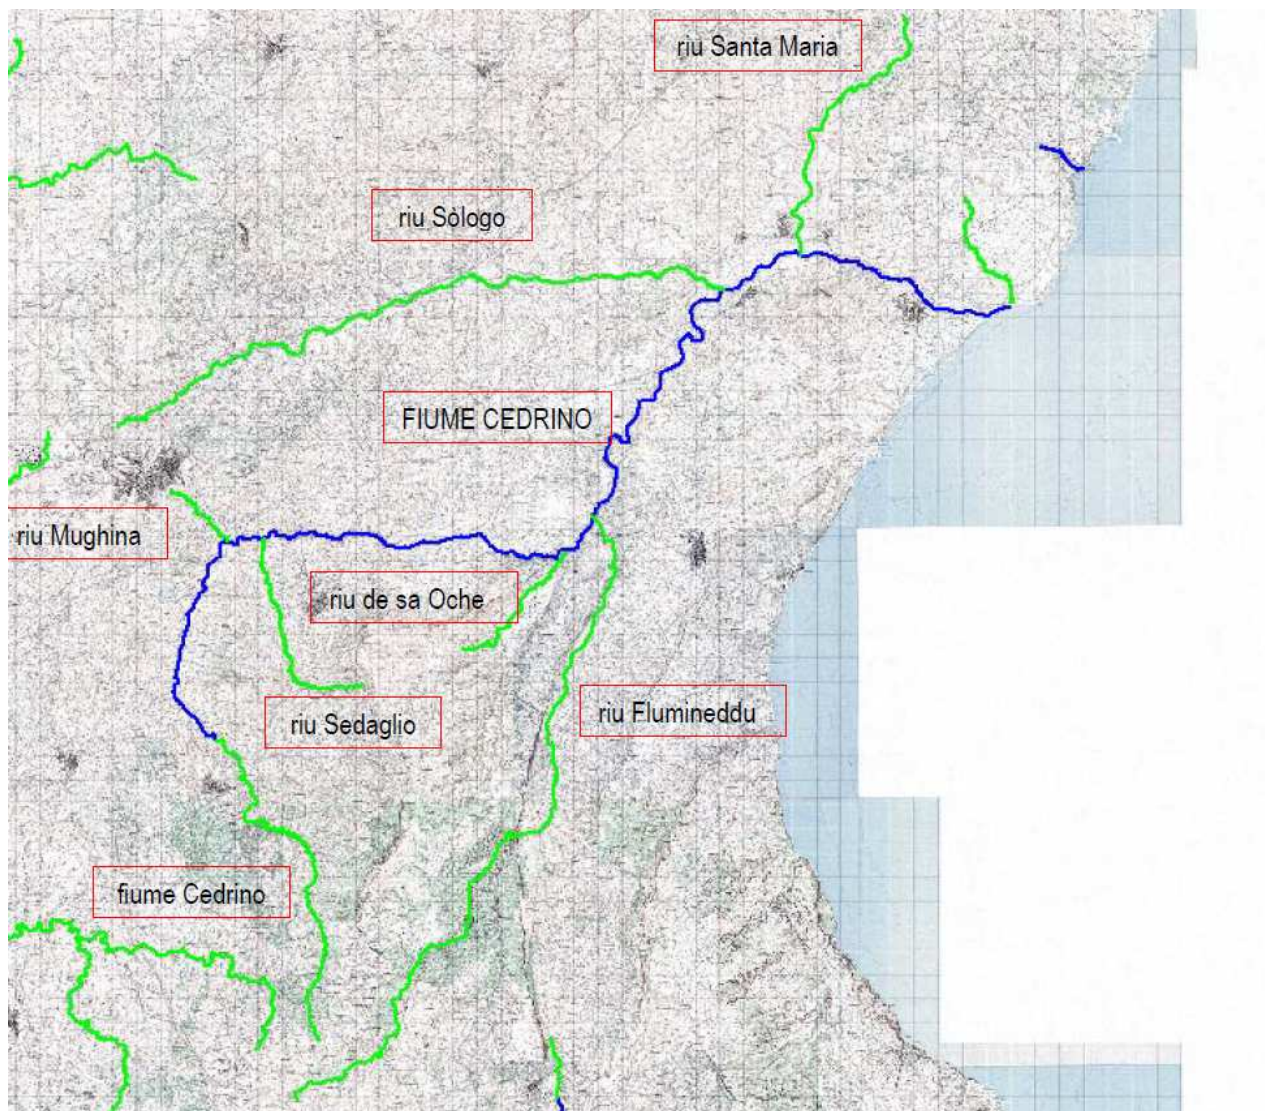 riu Santa Maria
riu Sòlogo
FIUME CEDRINO
riu Mughina
riu de sa Oche
riu Sedaglio
riu Flumineddu
fiume Cedrino